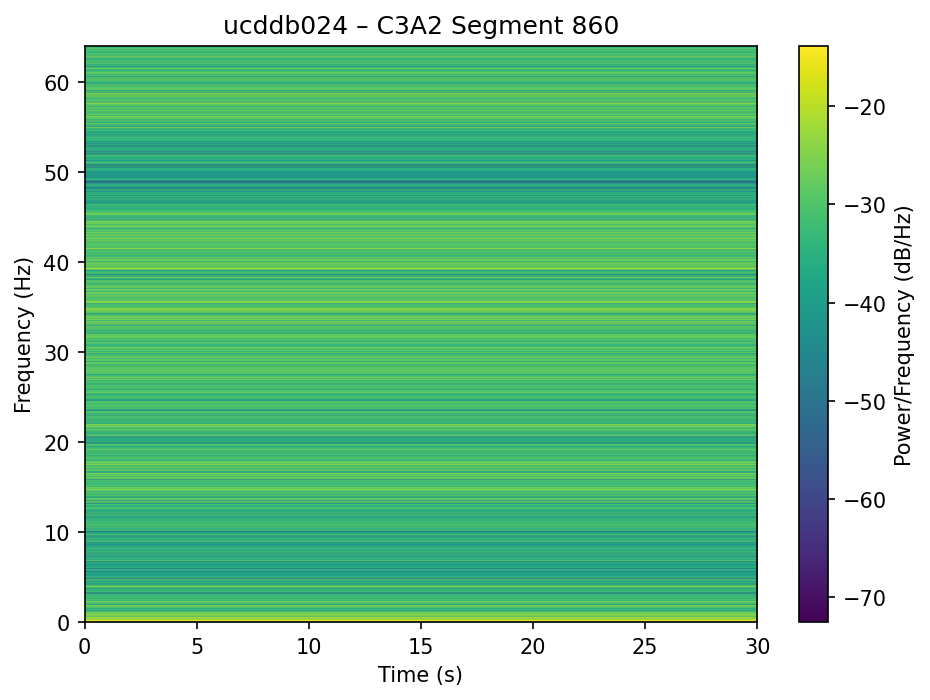 ucddb024 – C3A2 Segment 860
60
50
40
30
20
10
0
Frequency (Hz)
0 5 10 15 20 25 30
Time (s)
−20
−30
−40
−50
−60
−70
Power/Frequency (dB/Hz)